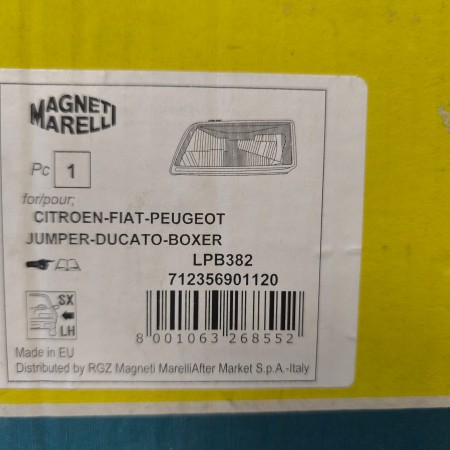 MAGNETI
MARELLI
Pc 1
for/pour;
CITROEN-FIAT-PEUGEOT
JUMPER-DUCATO-BOXER
LPB382
712356901120
SX
LH
8 001063 268552
Made in EU
Distributed by RGZ Magneti MarelliAfter Market S.p.A.-Italy